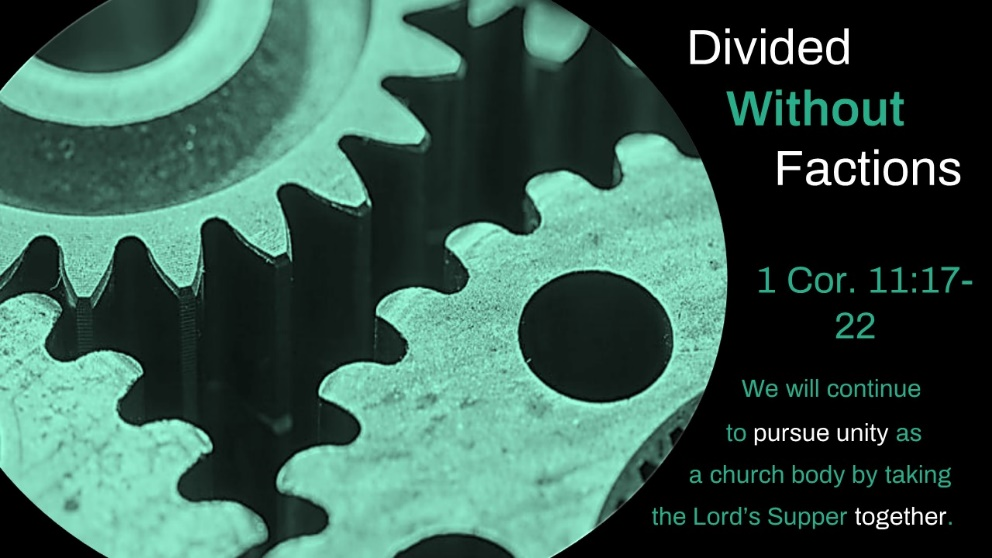 Divided
Without
Factions
1 Cor. 11:17-
22
We will continue
to pursue unity as
a church body by taking
the Lord’s Supper together.